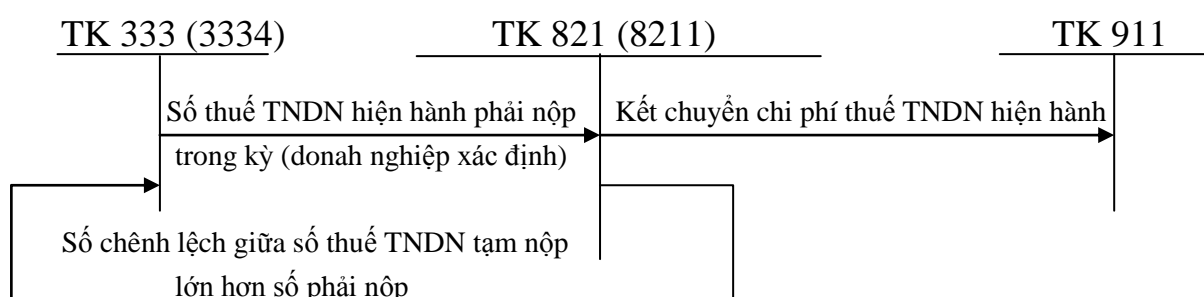 TK 333 (3334)
TK 821 (8211)
TK 911
Số thuế TNDN hiện hành phải nộp
Kết chuyển chi phí thuế TNDN hiện hành
trong kỳ (donah nghiệp xác định)
Số chênh lệch giữa số thuế TNDN tạm nộp
lớn hơn số phải nộp